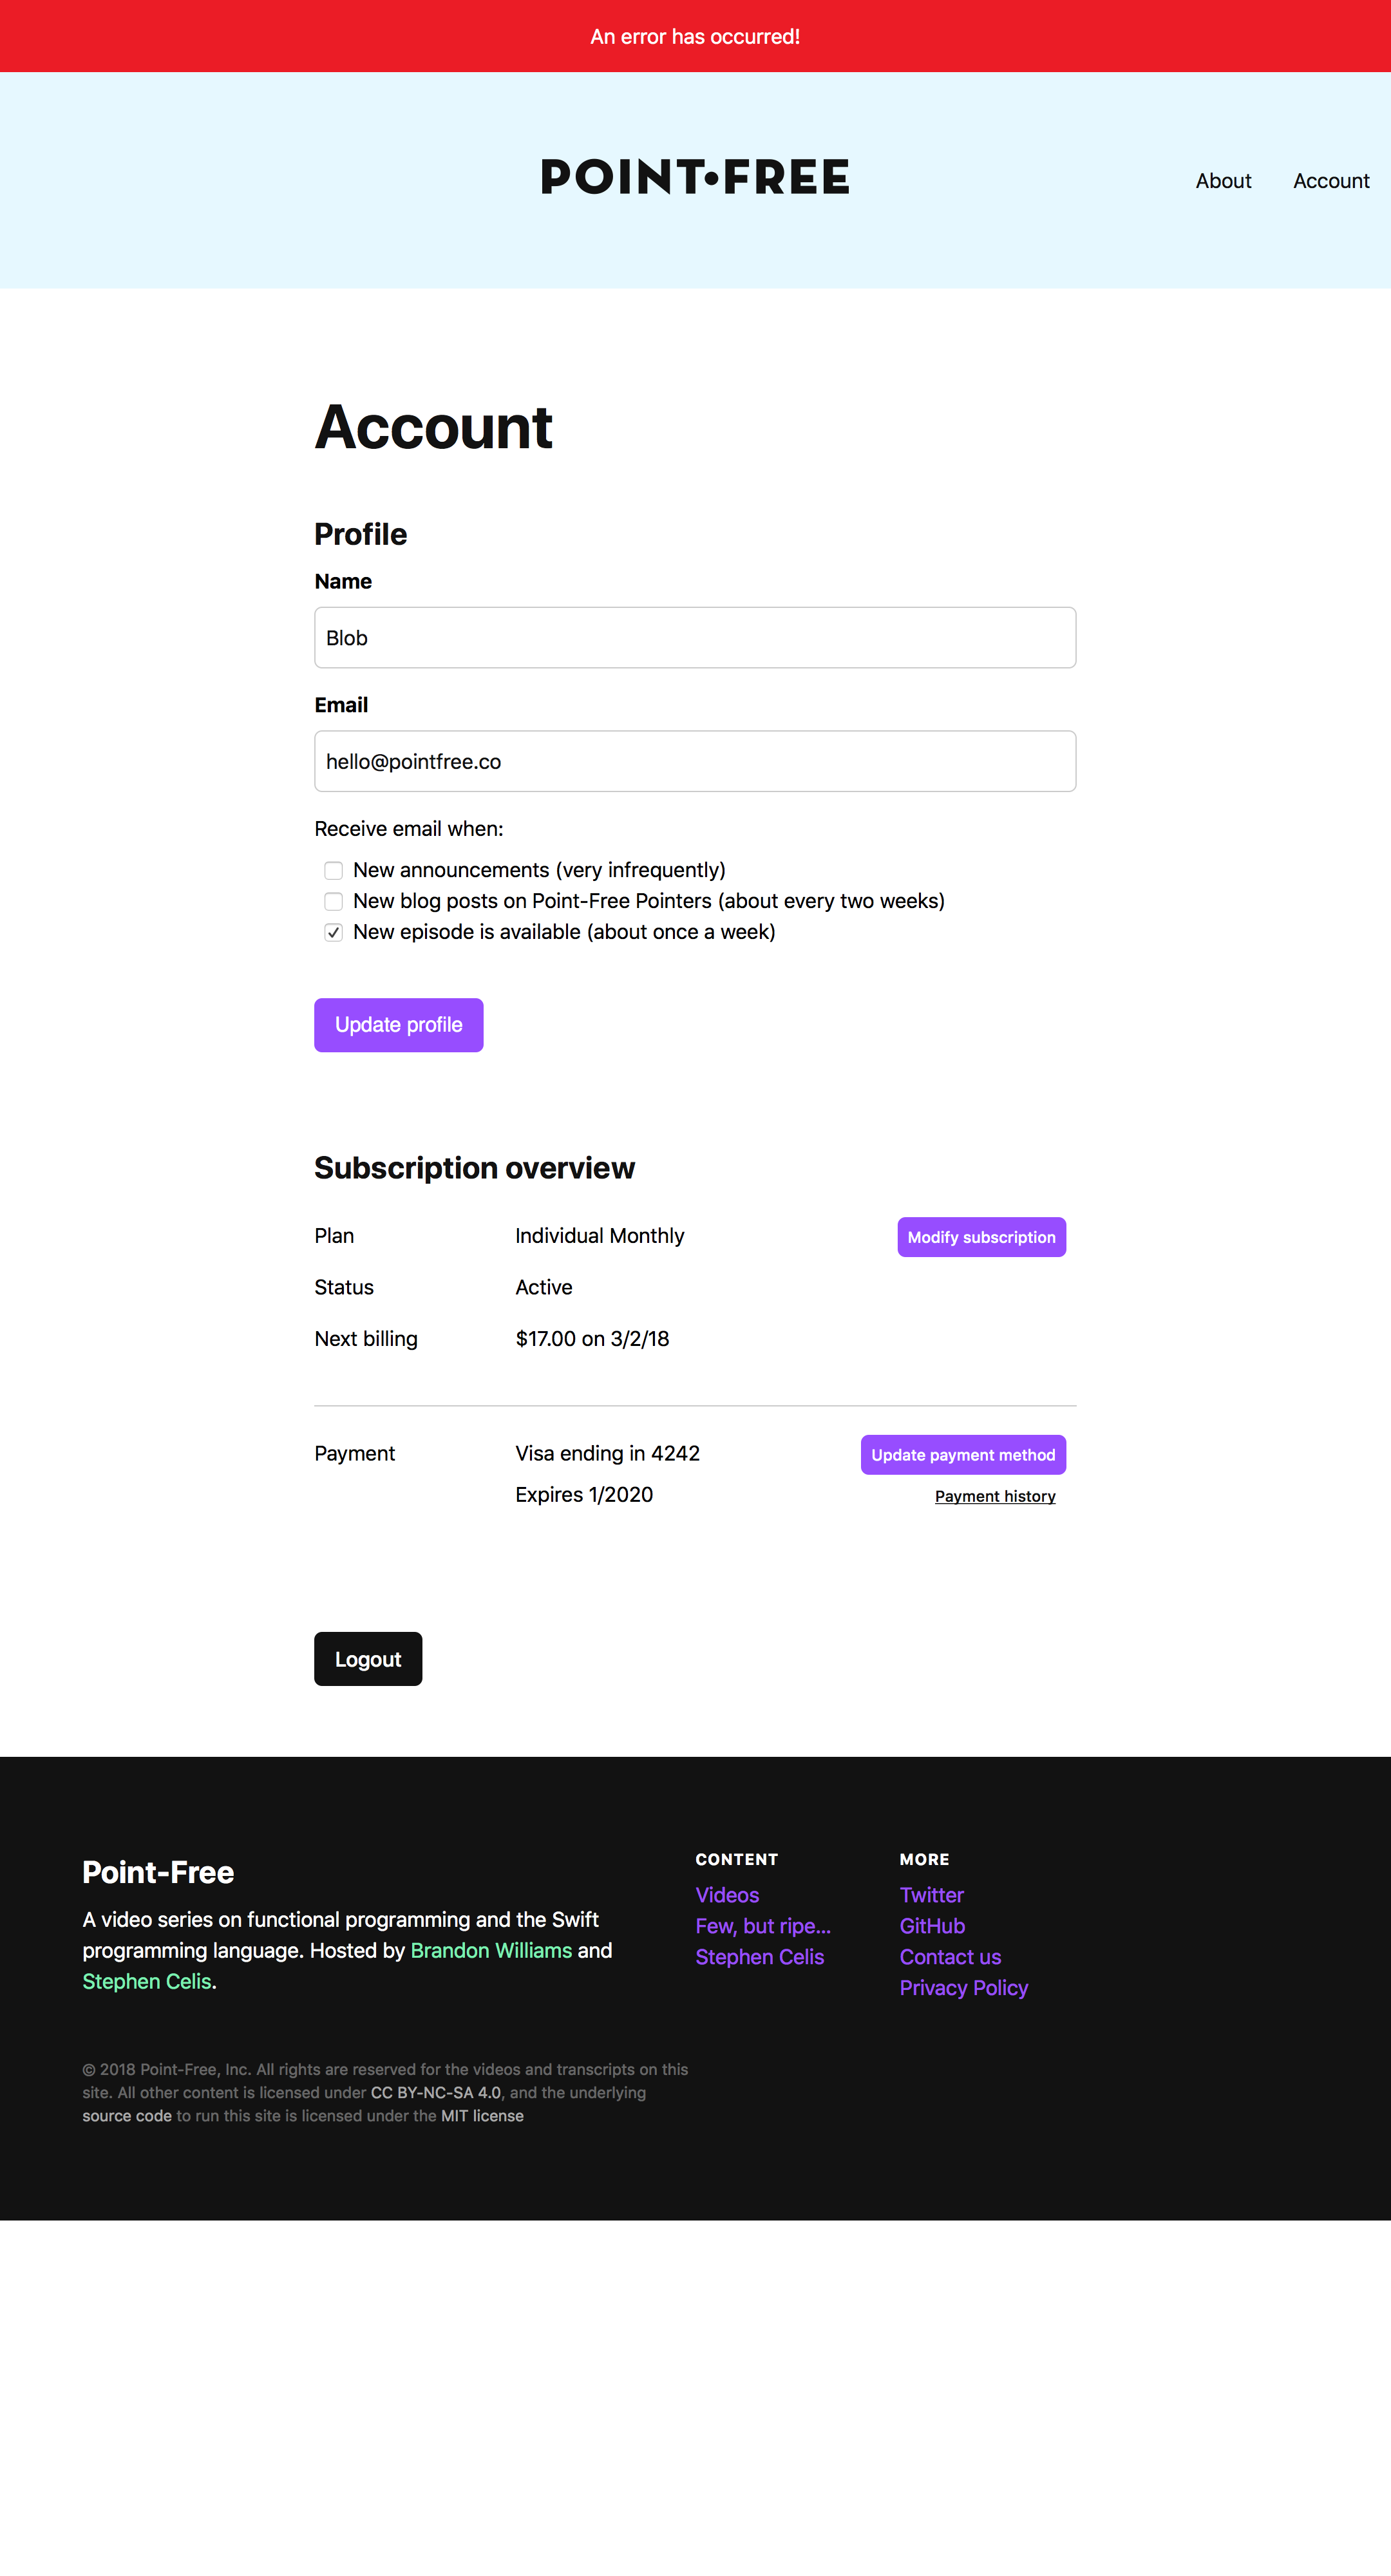 An error has occurred!
POINT•FREE
About
Account
Account
Profile
Name
Blob
Email
hello@pointfree.co
Receive email when:
New announcements (very infrequently)
New blog posts on Point-Free Pointers (about every two weeks)
New episode is available (about once a week)
Update profile
Subscription overview
Plan
Individual Monthly
Modify subscription
Status
Active
Next billing
$17.00 on 3/2/18
Payment
Visa ending in 4242
Update payment method
Expires 1/2020
Payment history
Logout
Point-Free
A video series on functional programming and the Swift
programming language. Hosted by Brandon Williams and
Stephen Celis.
CONTENT
Videos
Few, but ripe...
Stephen Celis
MORE
Twitter
GitHub
Contact us
Privacy Policy
© 2018 Point-Free, Inc. All rights are reserved for the videos and transcripts on this
site. All other content is licensed under CC BY-NC-SA 4.0, and the underlying
source code to run this site is licensed under the MIT license